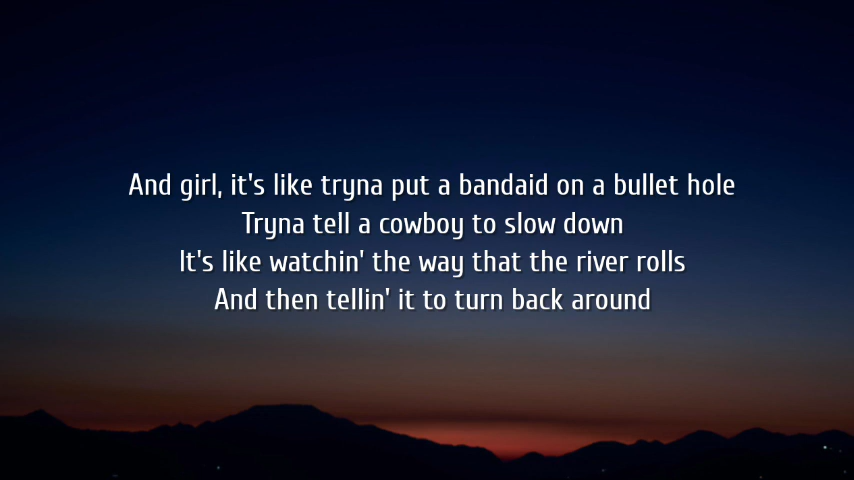 And girl, it's like tryna put a bandaid on a bullet hole
Tryna tell a cowboy to slow down
It's like watchin' the way that the river rolls
And then tellin' it to turn back around